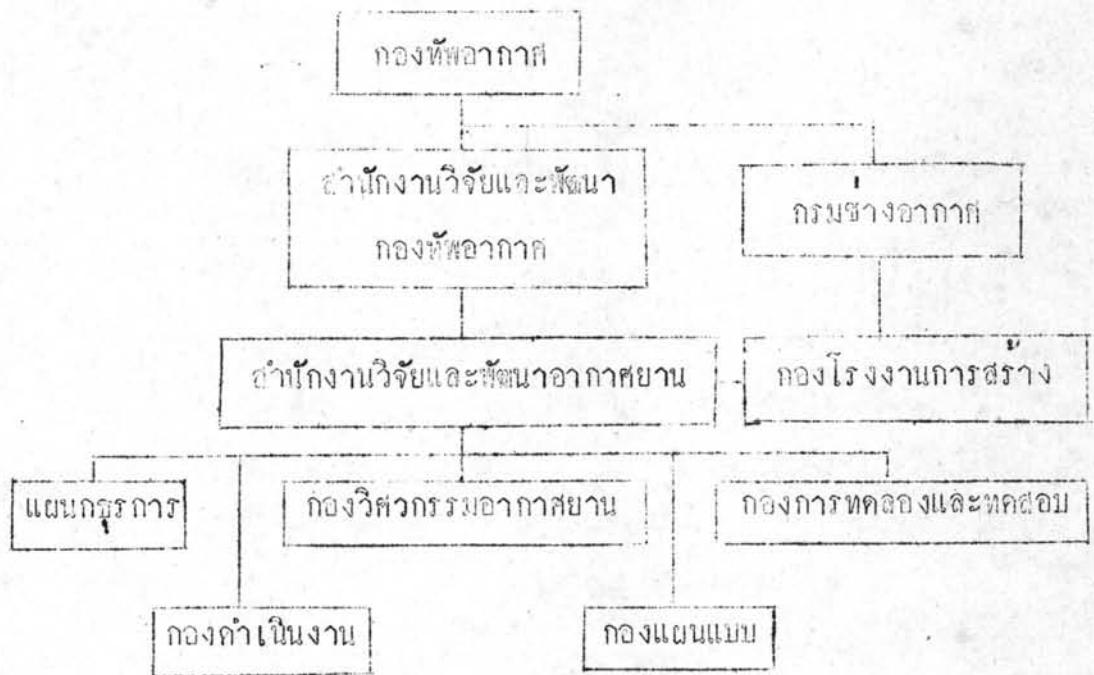 กองทัพอากาศ
สำนักงานวิจัยและพัฒนา
กองทัพอากาศ
กรมช่างอากาศ
สำนักงานวิจัยและพัฒนาอากาศยาน
กองโรงงานการสร้าง
แผนกธุรการ
กองวิศวกรรมอากาศยาน
กองการทดลองและทดสอบ
กองดำเนินงาน
กองแผนแบบ